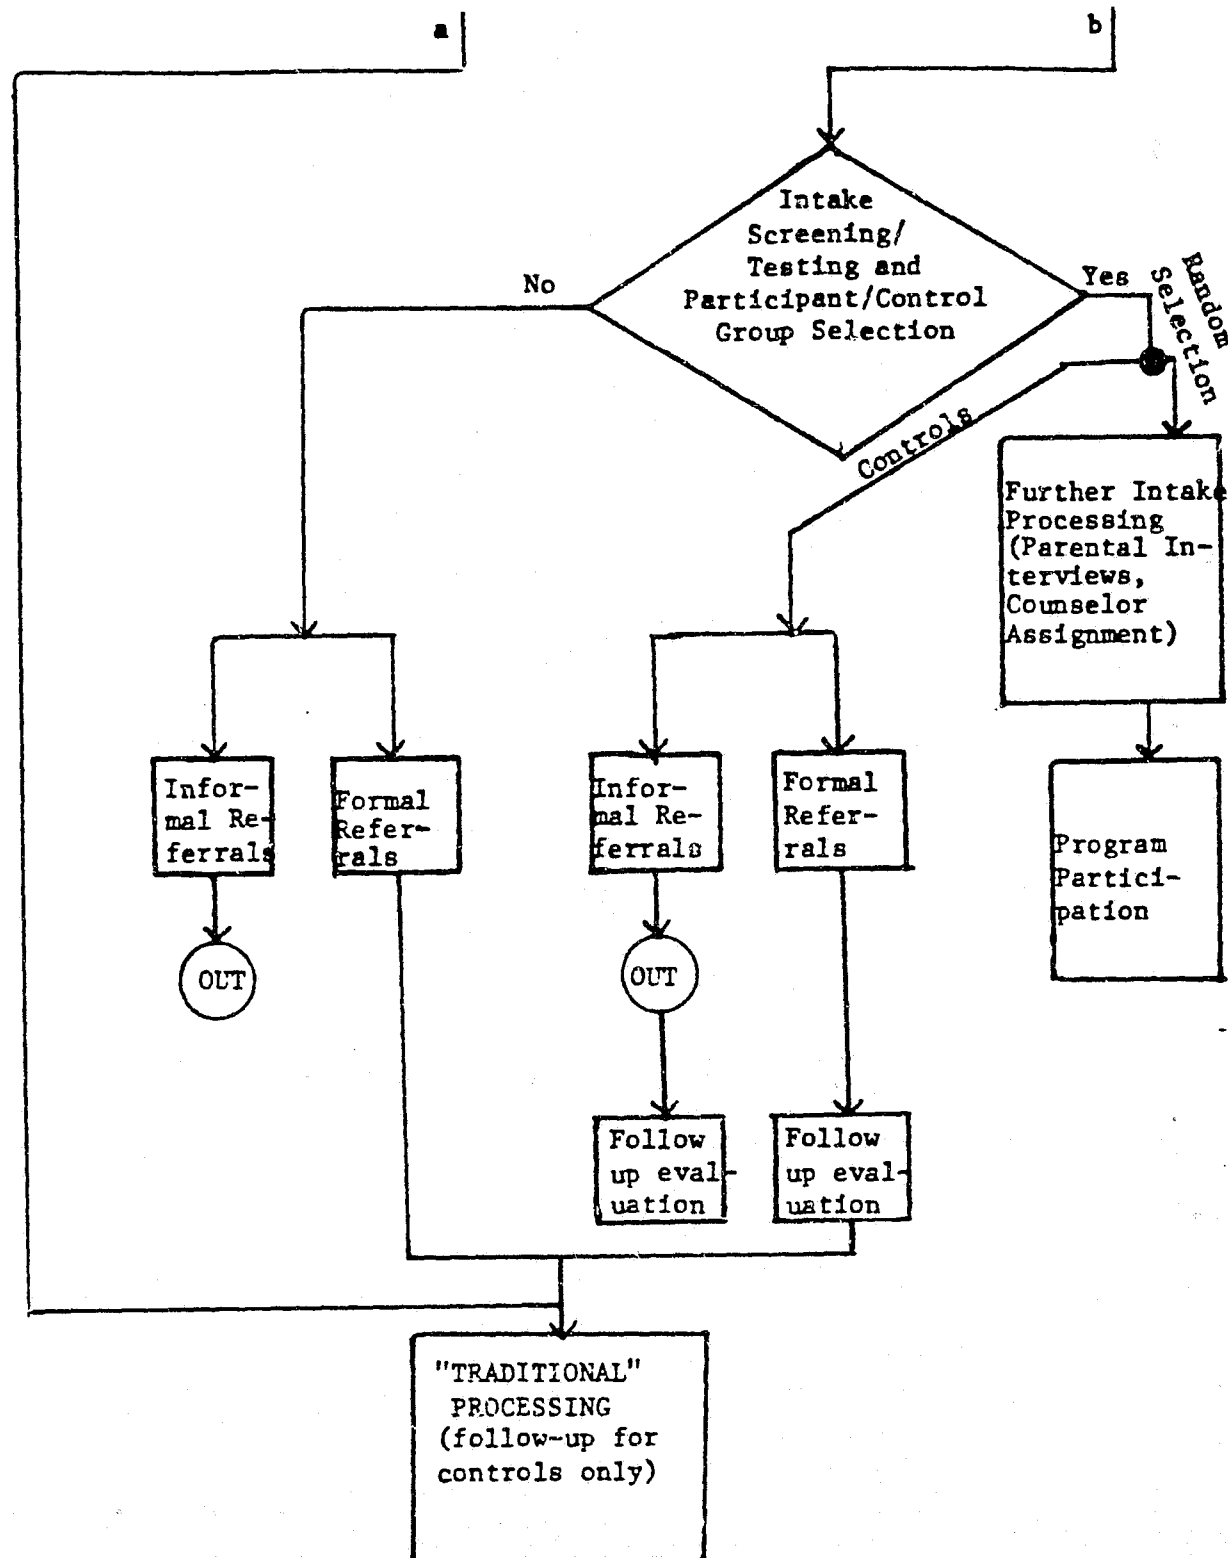 a
b
Intake
Screening/
Testing and
Participant/Control
Group Selection
No
Yes
Random
Selection
Controls
Further Intake
Processing
(Parental In-
terviews,
Counselor
Assignment)
Infor-
mal Re-
ferrals
Formal
Refer-
rals
Infor-
mal Re-
ferrals
Formal
Refer-
rals
Program
Partici-
pation
OUT
OUT
Follow
up eval-
uation
Follow
up eval-
uation
"TRADITIONAL"
PROCESSING
(follow-up for
controls only)